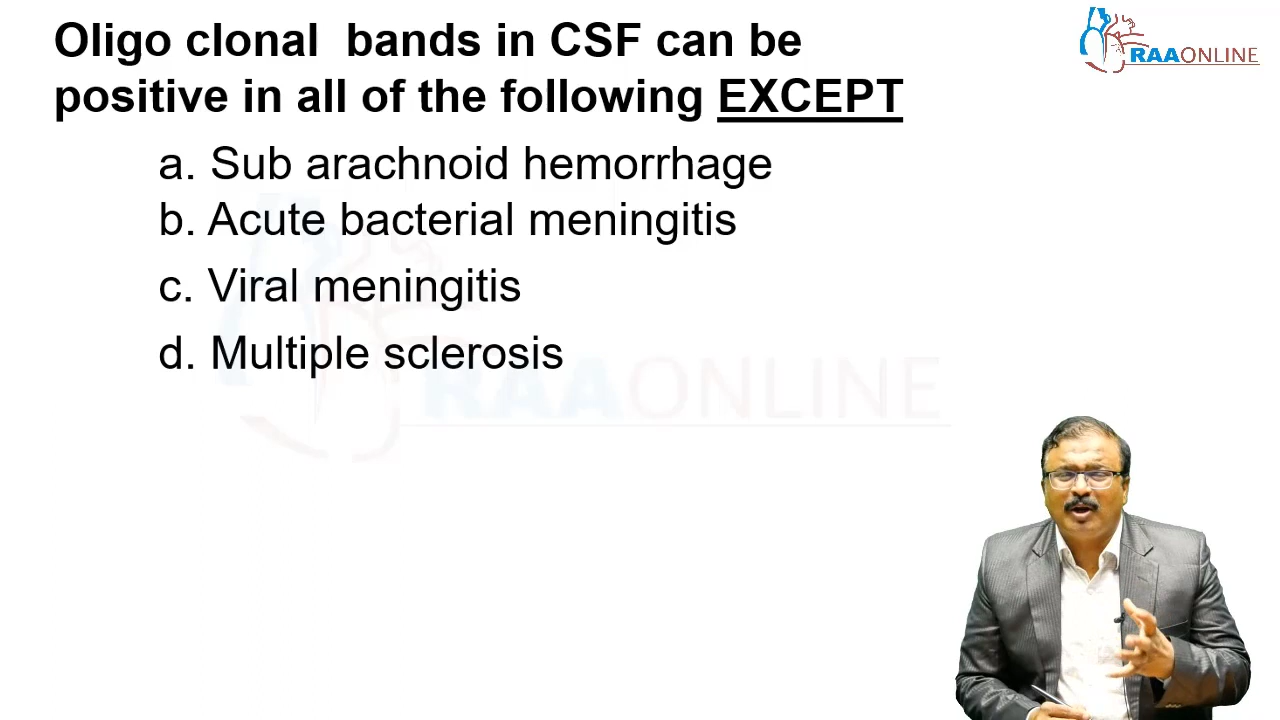 Oligo clonal bands in CSF can be
positive in all of the following EXCEPT
a. Sub arachnoid hemorrhage
b. Acute bacterial meningitis
c. Viral meningitis
d. Multiple sclerosis
RAAONLINE
RAAONLINE